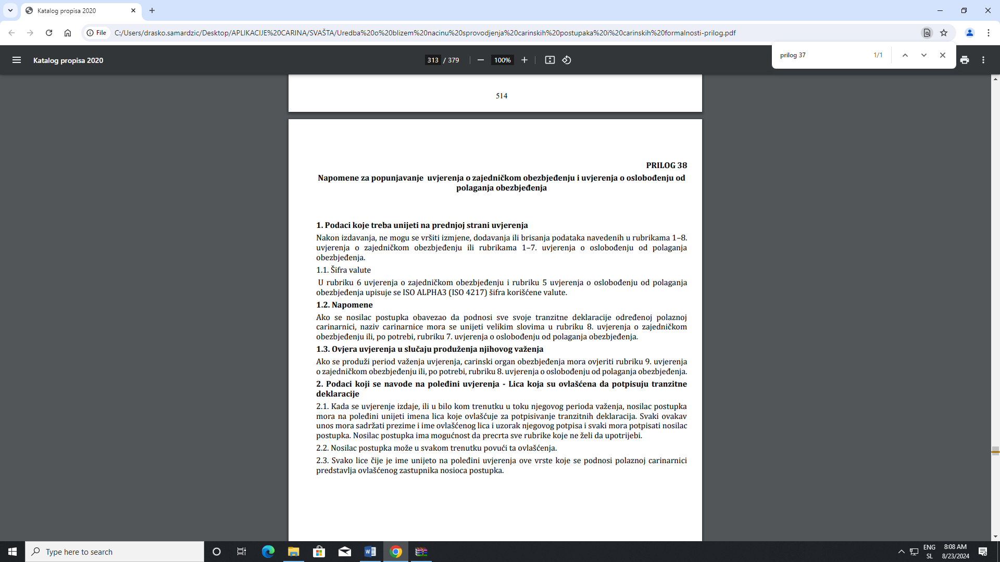 Katalog propisa 2020
File
C:/Users/drasko.samardzic/Desktop/APLIKACIJE%20CARINA/SVAŠTA/Uredba%20o%20blizem%20nacinu%20sprovodjenja%20carinskih%20postupaka%20i%20carinskih%20formalnosti-prilog.pdf
Katalog propisa 2020
313 / 379
100%
prilog 37 1/1
514
PRILOG 38
Napomene za popunjavanje uvjerenja o zajedničkom obezbjeđenju i uvjerenja o oslobođenju od
polaganja obezbjeđenja
1. Podaci koje treba unijeti na prednjoj strani uvjerenja
Nakon izdavanja, ne mogu se vršiti izmjene, dodavanja ili brisanja podataka navedenih u rubrikama 1–8.
uvjerenja o zajedničkom obezbjeđenju ili rubrikama 1–7. uvjerenja o oslobođenju od polaganja
obezbjeđenja.
1.1. Šifra valute
U rubriku 6 uvjerenja o zajedničkom obezbjeđenju i rubriku 5 uvjerenja o oslobođenju od polaganja
obezbjeđenja upisuje se ISO ALPHA3 (ISO 4217) šifra korišćene valute.
1.2. Napomene
Ako se nosilac postupka obavezao da podnosi sve svoje tranzitne deklaracije određenoj polaznoj
carinarnici, naziv carinarnice mora se unijeti velikim slovima u rubriku 8. uvjerenja o zajedničkom
obezbjeđenju ili, po potrebi, rubriku 7. uvjerenja o oslobođenju od polaganja obezbjeđenja.
1.3. Ovjera uvjerenja u slučaju produženja njihovog važenja
Ako se produži period važenja uvjerenja, carinski organ obezbjeđenja mora ovjeriti rubriku 9. uvjerenja
o zajedničkom obezbjeđenju ili, po potrebi, rubriku 8. uvjerenja o oslobođenju od polaganja obezbjeđenja.
2. Podaci koji se navode na poleđini uvjerenja - Lica koja su ovlašćena da potpisuju tranzitne
deklaracije
2.1. Kada se uvjerenje izdaje, ili u bilo kom trenutku u toku njegovog perioda važenja, nosilac postupka
mora na poleđini unijeti imena lica koje ovlašćuje za potpisivanje tranzitnih deklaracija. Svaki ovakav
unos mora sadržati prezime i ime ovlašćenog lica i uzorak njegovog potpisa i svaki mora potpisati nosilac
postupka. Nosilac postupka ima mogućnost da precrta sve rubrike koje ne želi da upotrijebi.
2.2. Nosilac postupka može u svakom trenutku povući ta ovlašćenja.
2.3. Svako lice čije je ime unijeto na poleđini uvjerenja ove vrste koje se podnosi polaznoj carinarnici
predstavlja ovlašćenog zastupnika nosioca postupka.
Type here to search
ENG
SL
8:08 AM
8/23/2024